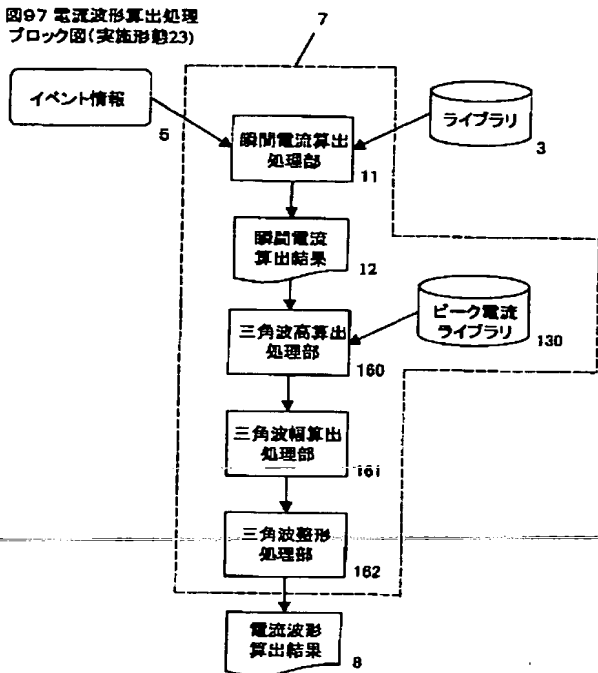 図97 電流波形算出処理
ブロック図(実施形態23)
7
イベント情報
5
ライブラリ
3
瞬間電流算出
処理部
11
瞬間電流
算出結果
12
ピーク電流
ライブラリ
130
三角波高算出
処理部
160
三角波幅算出
処理部
161
三角波整形
処理部
162
電流波形
算出結果
8